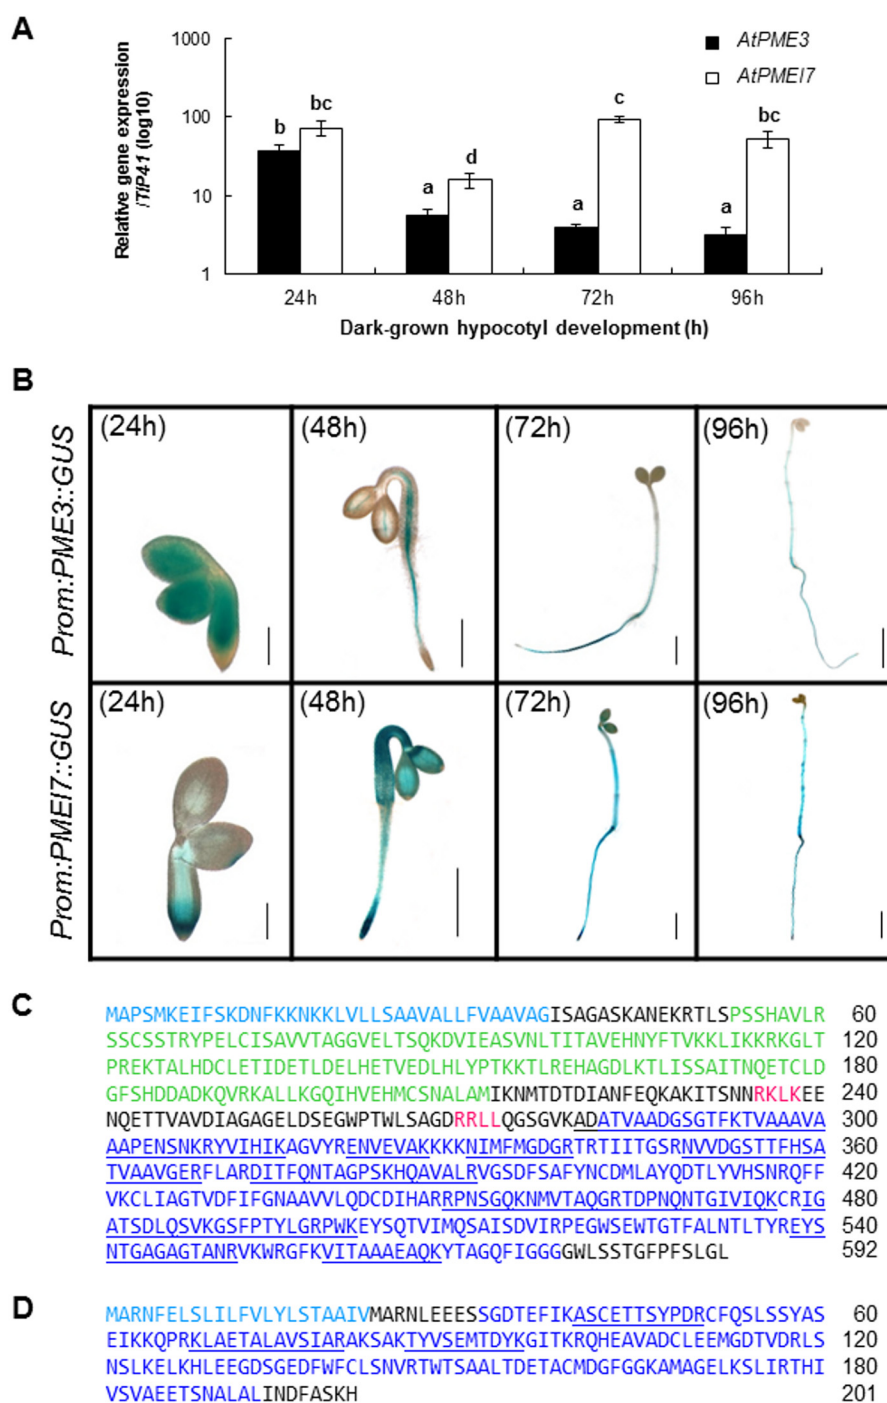 A
1000
100
10
1
Relative gene expression
/TIP41 (log10)
AtPME3
AtPMEI7
b
bc
a
d
a
c
a
bc
24h
48h
72h
96h
Dark-grown hypocotyl development (h)
B
Prom:PME3::GUS
(24h)
(48h)
(72h)
(96h)
Prom:PMEI7::GUS
(24h)
(48h)
(72h)
(96h)
C
MAPSMKEIFSKDNFKKNKKLVLLSAAVALLFVAAVAGISAGASKANEKRTLSPSSHAVLR 60
SSCSSTRYPELCISAVVTAGGVELTSQKDVIEASVNLTITAVEHNYFTVKKLIKKRKGLT 120
PREKTALHDCLETIDETLDELHETVEDLHLYPTKKTLREHAGDLKTLISSAITNQETCLD 180
GFSHDDADKQVRKALLKGQIHVEHMCSNALAMIKNMTDTDIANFEQKAKITSNNRKLKEE 240
NQETTVAVDIAGAGELDSEGWPTWLSAGDRRLLQGSGVKADATVAADGSGTFKTVAAAVA 300
AAPENSNKRYVIHIKAGVYRENVEVAKKKKNIMFMGDGRTRTIITGSRNVVDGSTTFHSA 360
TVAAVGERFLARDITFQNTAGPSKHQAVALRVGSDFSAFYNCDMLAYQDTLYVHSNRQFF 420
VKCLIAGTVDFIFGNAAVVLQDCDIHARRPNSGQKNMVTAQGRTDPNQNTGIVIQKCRIG 480
ATSDLQSVKGSFPTYLGRPWKEYSQTVIMQSAISDVIRPEGWSEWTGTFALNTLTYREYS 540
NTGAGAGTANRVKWRGFKVITAAAEAQKYTAGQFIGGGGWLSSTGFPFSLGL 592
D
MARNFELSLILFVLYLSTAAIVMARNLEEESSGDTEFIKASCETTSYPDRCFQSLSSYAS 60
EIKKQPRKLAETALAVSIARAKSAKTYVSEMTDYKGITKRQHEAVADCLEEMGDTVDRLS 120
NSLKELKHLEEGDSGEDFWFCLSNVRTWTSAALTDETACMDGFGGKAMAGELKSLIRTHI 180
VSVAEETSNALALINDFASKH 201